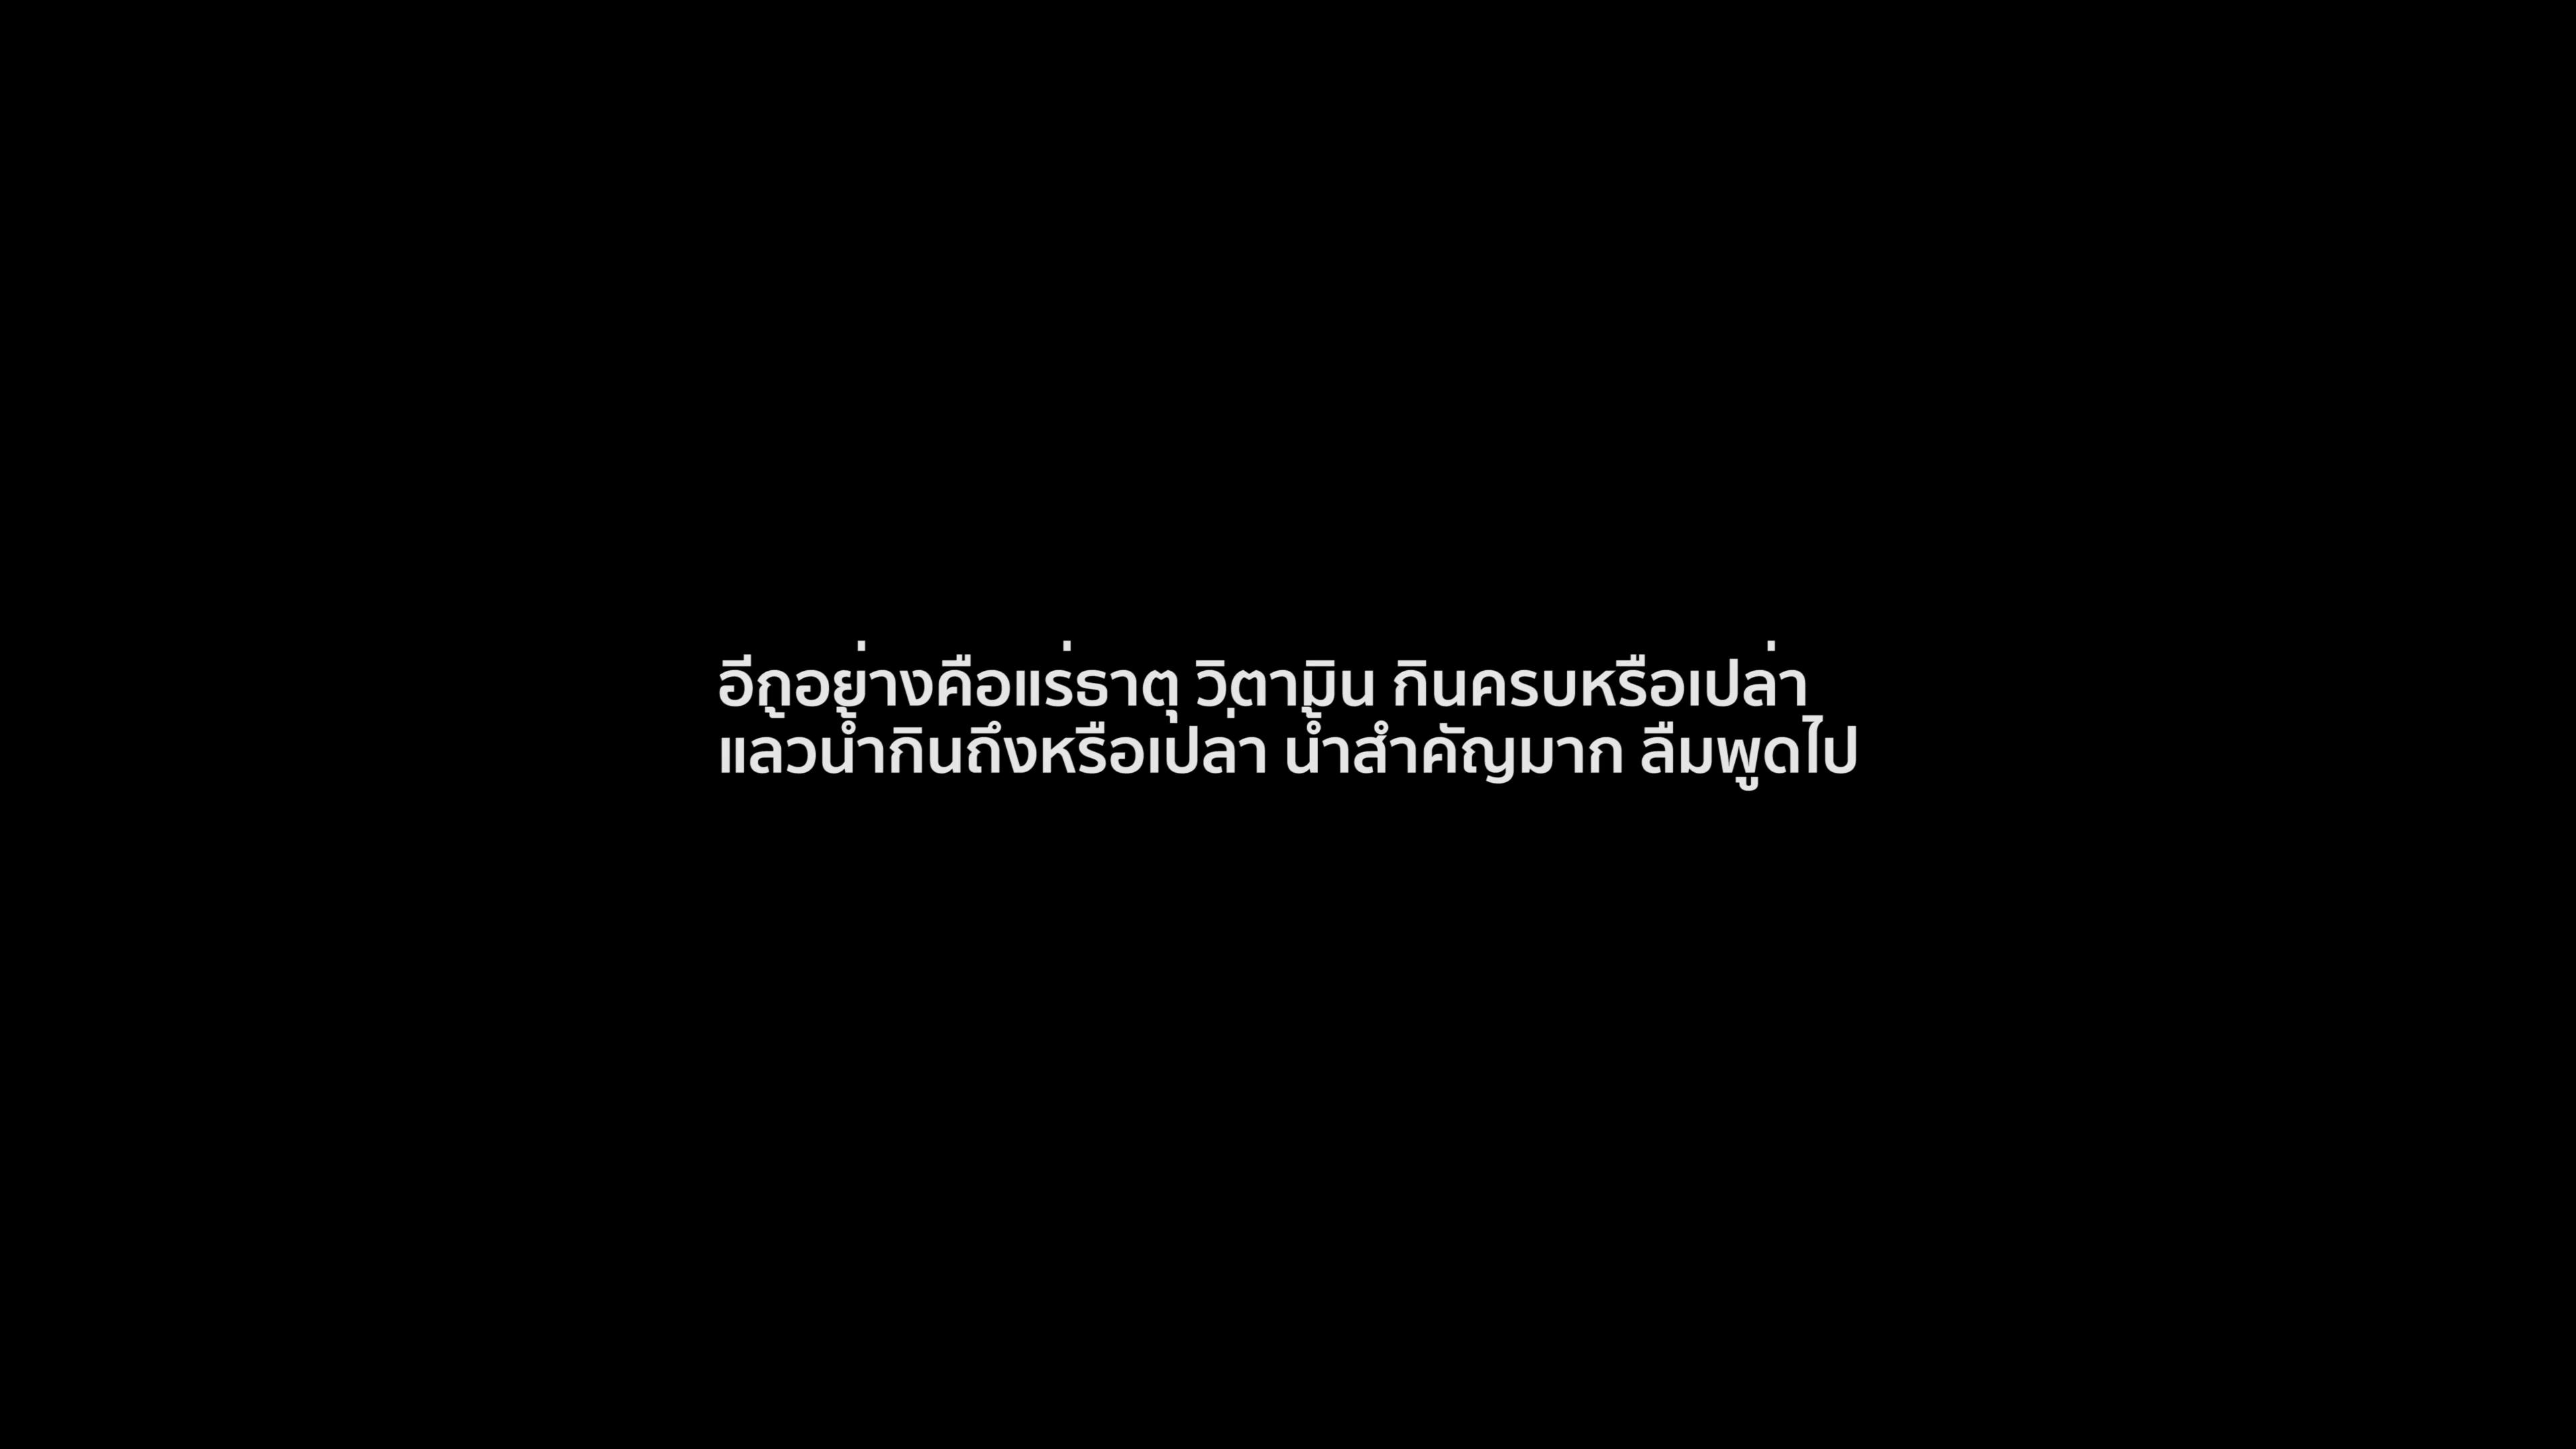 อีกอย่างคือแร่ธาตุ วิตามิน กินครบหรือเปล่า
แล้วน้ำกินถึงหรือเปล่า น้ำสำคัญมาก ลืมพูดไป